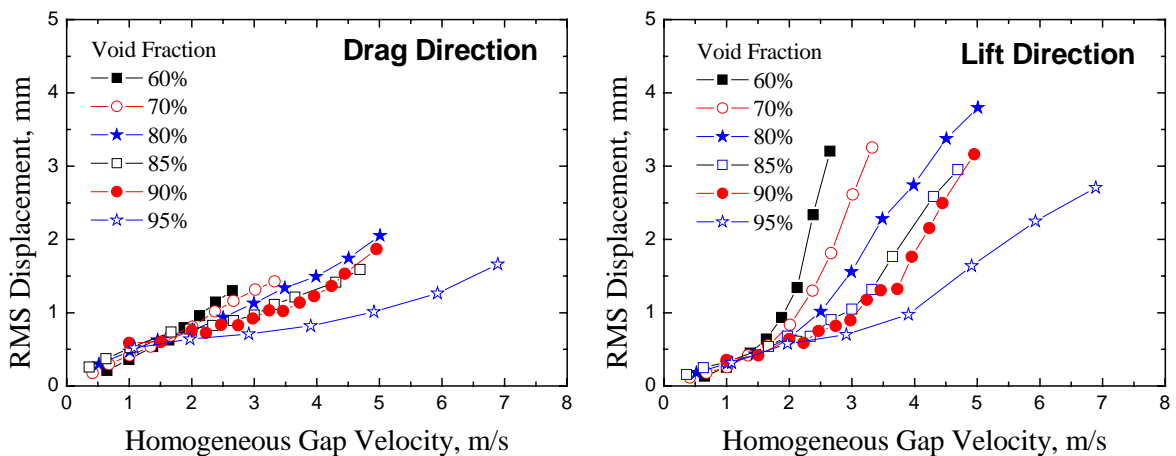 Drag Direction
Void Fraction
60%
70%
80%
85%
90%
95%
RMS Displacement, mm
5
4
3
2
1
0
0 1 2 3 4 5 6 7 8
Homogeneous Gap Velocity, m/s
Lift Direction
Void Fraction
60%
70%
80%
85%
90%
95%
RMS Displacement, mm
5
4
3
2
1
0
0 1 2 3 4 5 6 7 8
Homogeneous Gap Velocity, m/s